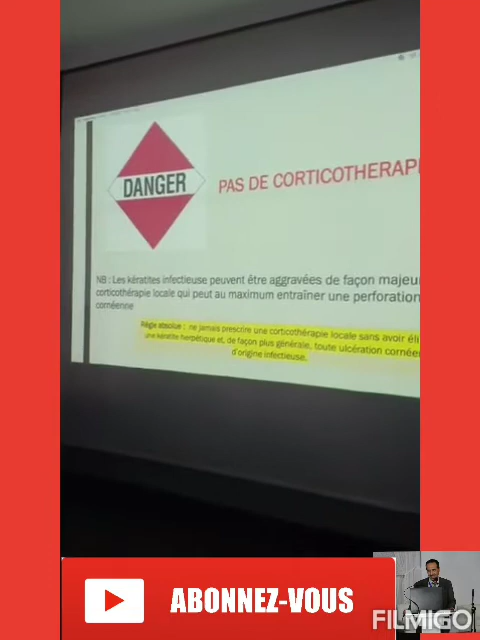 DANGER
PAS DE CORTICOTHERAPI
NB : Les kératites infectieuse peuvent être aggravées de façon majeur
corticothérapie locale qui peut au maximum entraîner une perforation
cornéenne
Règle absolue : ne jamais prescrire une corticothérapie locale sans avoir éli
une kératite herpétique et, de façon plus générale, toute ulcération cornée
d'origine infectieuse.
ABONNEZ-VOUS
FILMIGO